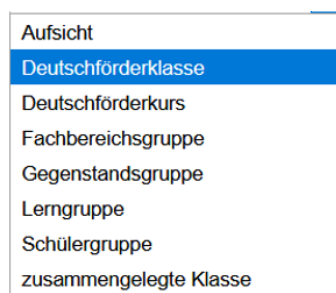 Aufsicht
Deutschförderklasse
Deutschförderkurs
Fachbereichsgruppe
Gegenstandsgruppe
Lerngruppe
Schülergruppe
zusammengelegte Klasse